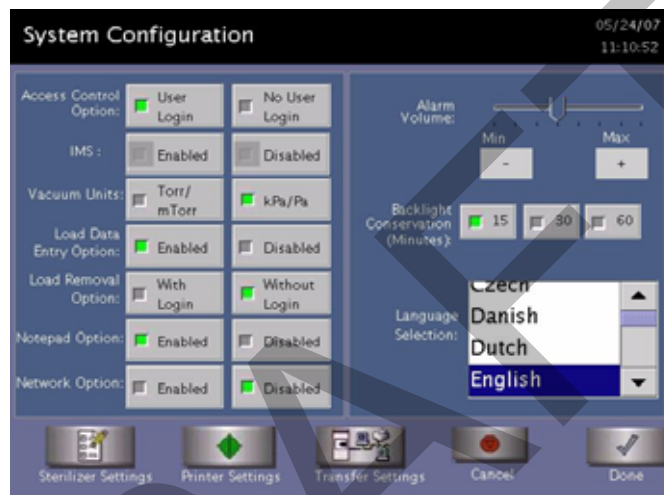 System Configuration
05/24/07
11:10:52
Access Control
Option:
User
Login
No User
Login
IMS :
Enabled
Disabled
Vacuum Units:
Torr/
mTorr
kPa/Pa
Load Data
Entry Option:
Enabled
Disabled
Load Removal
Option:
With
Login
Without
Login
Notepad Option:
Enabled
Disabled
Network Option:
Enabled
Disabled
Alarm
Volume:
Min
Max
-
+
Backlight
Conservation
(Minutes):
15
30
60
Language
Selection:
Czech
Danish
Dutch
English
Sterilizer Settings
Printer Settings
Transfer Settings
Cancel
Done